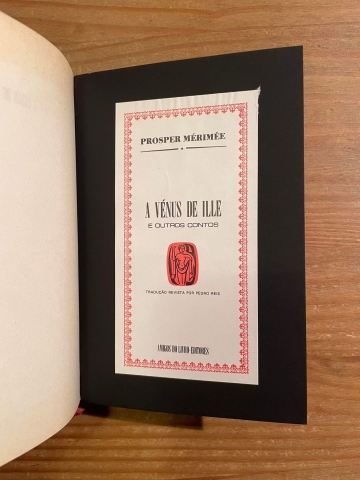 PROSPER MÉRIMÉE
A VÉNUS DE ILLE
E OUTROS CONTOS
TRADUÇÃO REVISTA POR PEDRO REIS
AMIGOS DO LIVRO-EDITORES